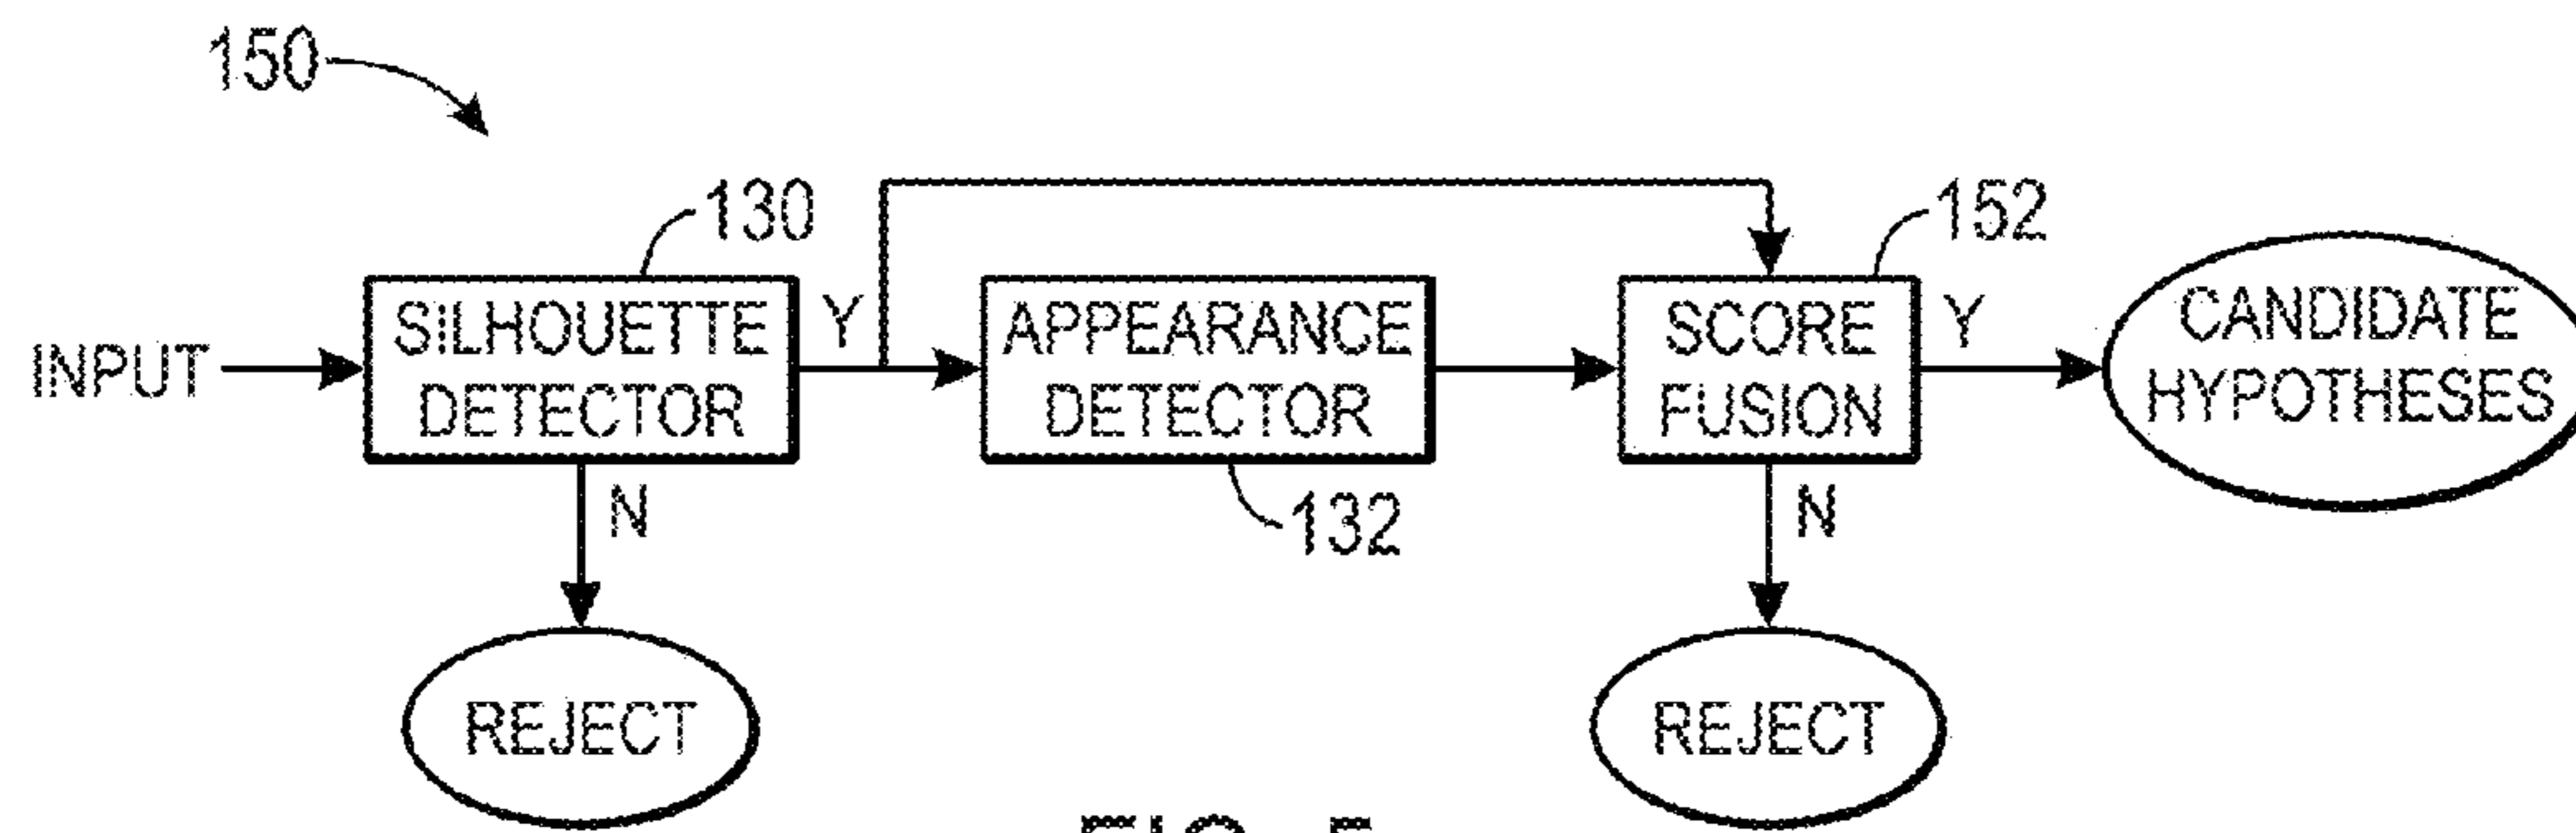 150
130
152
INPUT
SILHOUETTE
DETECTOR
Y
APPEARANCE
DETECTOR
SCORE
FUSION
Y
CANDIDATE
HYPOTHESES
N
132
N
REJECT
REJECT